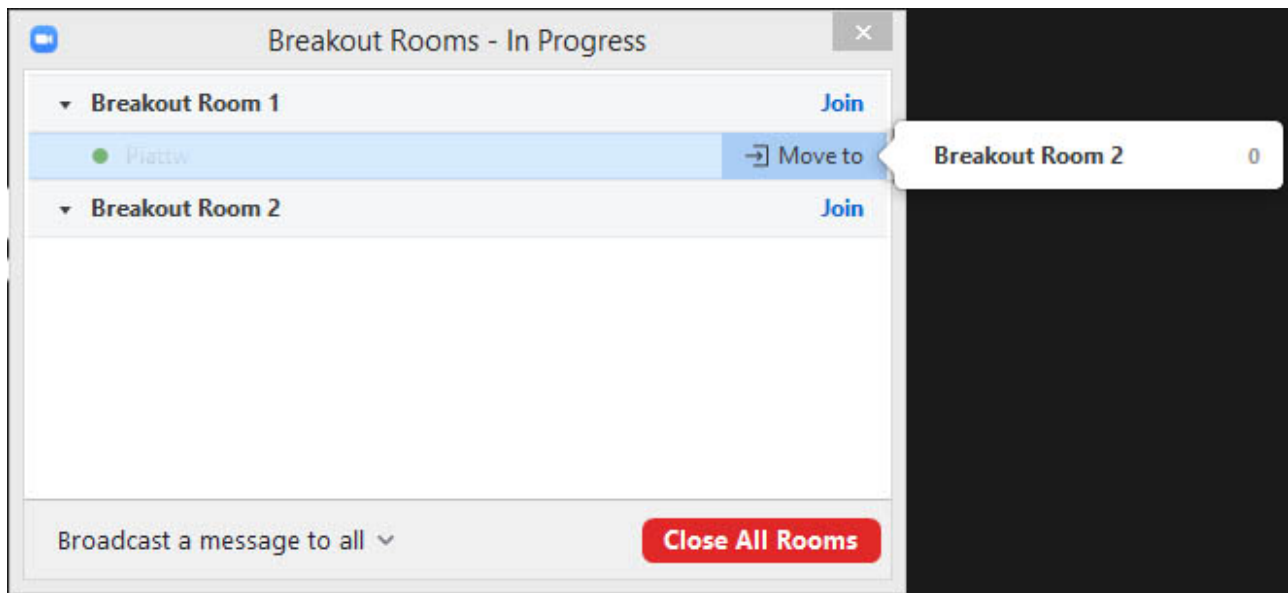 Breakout Rooms - In Progress
Breakout Room 1 Join
Move to Breakout Room 2 0
Breakout Room 2 Join
Broadcast a message to all Close All Rooms